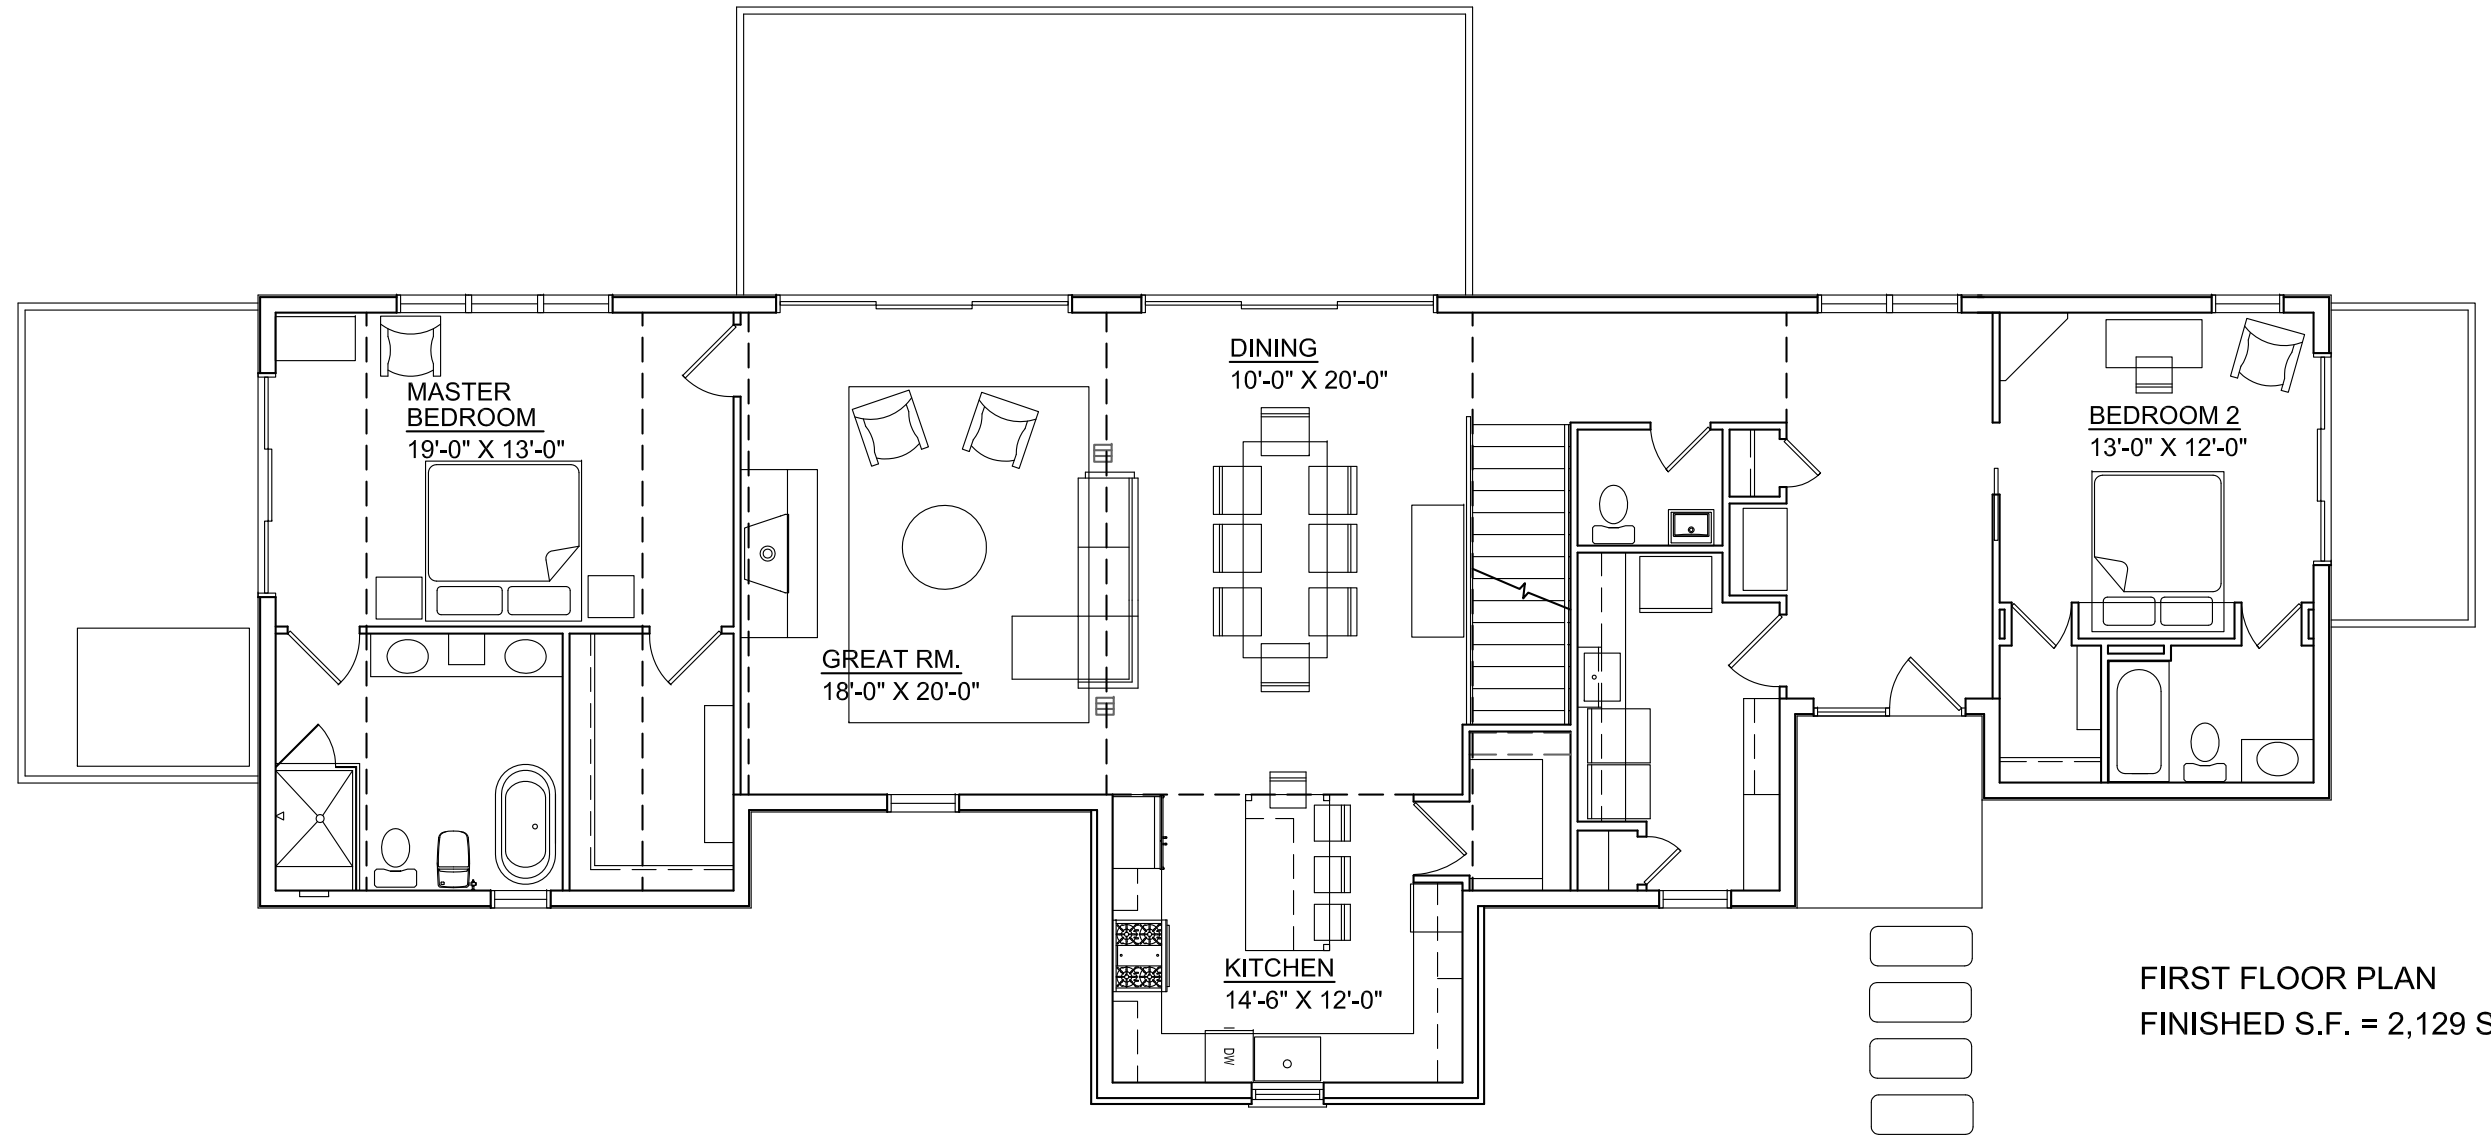 DINING
10'-0" X 20'-0"
MASTER
BEDROOM
19'-0" X 13'-0"
BEDROOM 2
13'-0" X 12'-0"
GREAT RM.
18'-0" X 20'-0"
KITCHEN
14'-6" X 12'-0"
DW
FIRST FLOOR PLAN
FINISHED S.F. = 2,129 S